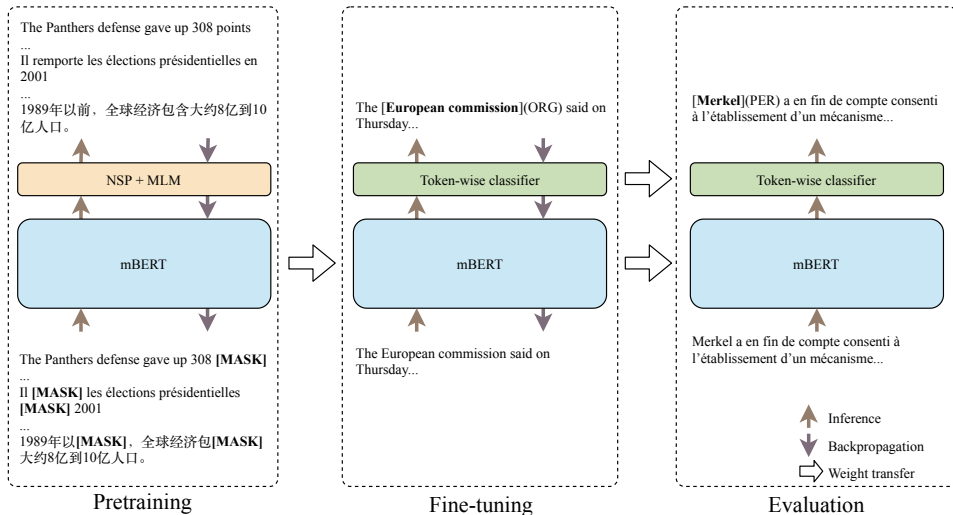 The Panthers defense gave up 308 points
...
Il remporte les élections présidentielles en
2001
...
1989年以前，全球经济包含大约8亿到10
亿人口。
NSP + MLM
mBERT
The Panthers defense gave up 308 [MASK]
...
Il [MASK] les élections présidentielles
[MASK] 2001
...
1989年以[MASK]，全球经济包[MASK]
大约8亿到10亿人口。
Pretraining
The [European commission](ORG) said on
Thursday...
Token-wise classifier
mBERT
The European commission said on
Thursday...
Fine-tuning
[Merkel](PER) a en fin de compte consenti
à l’établissement d’un mécanisme...
Token-wise classifier
mBERT
Merkel a en fin de compte consenti à
l’établissement d’un mécanisme...
Inference
Backpropagation
Weight transfer
Evaluation